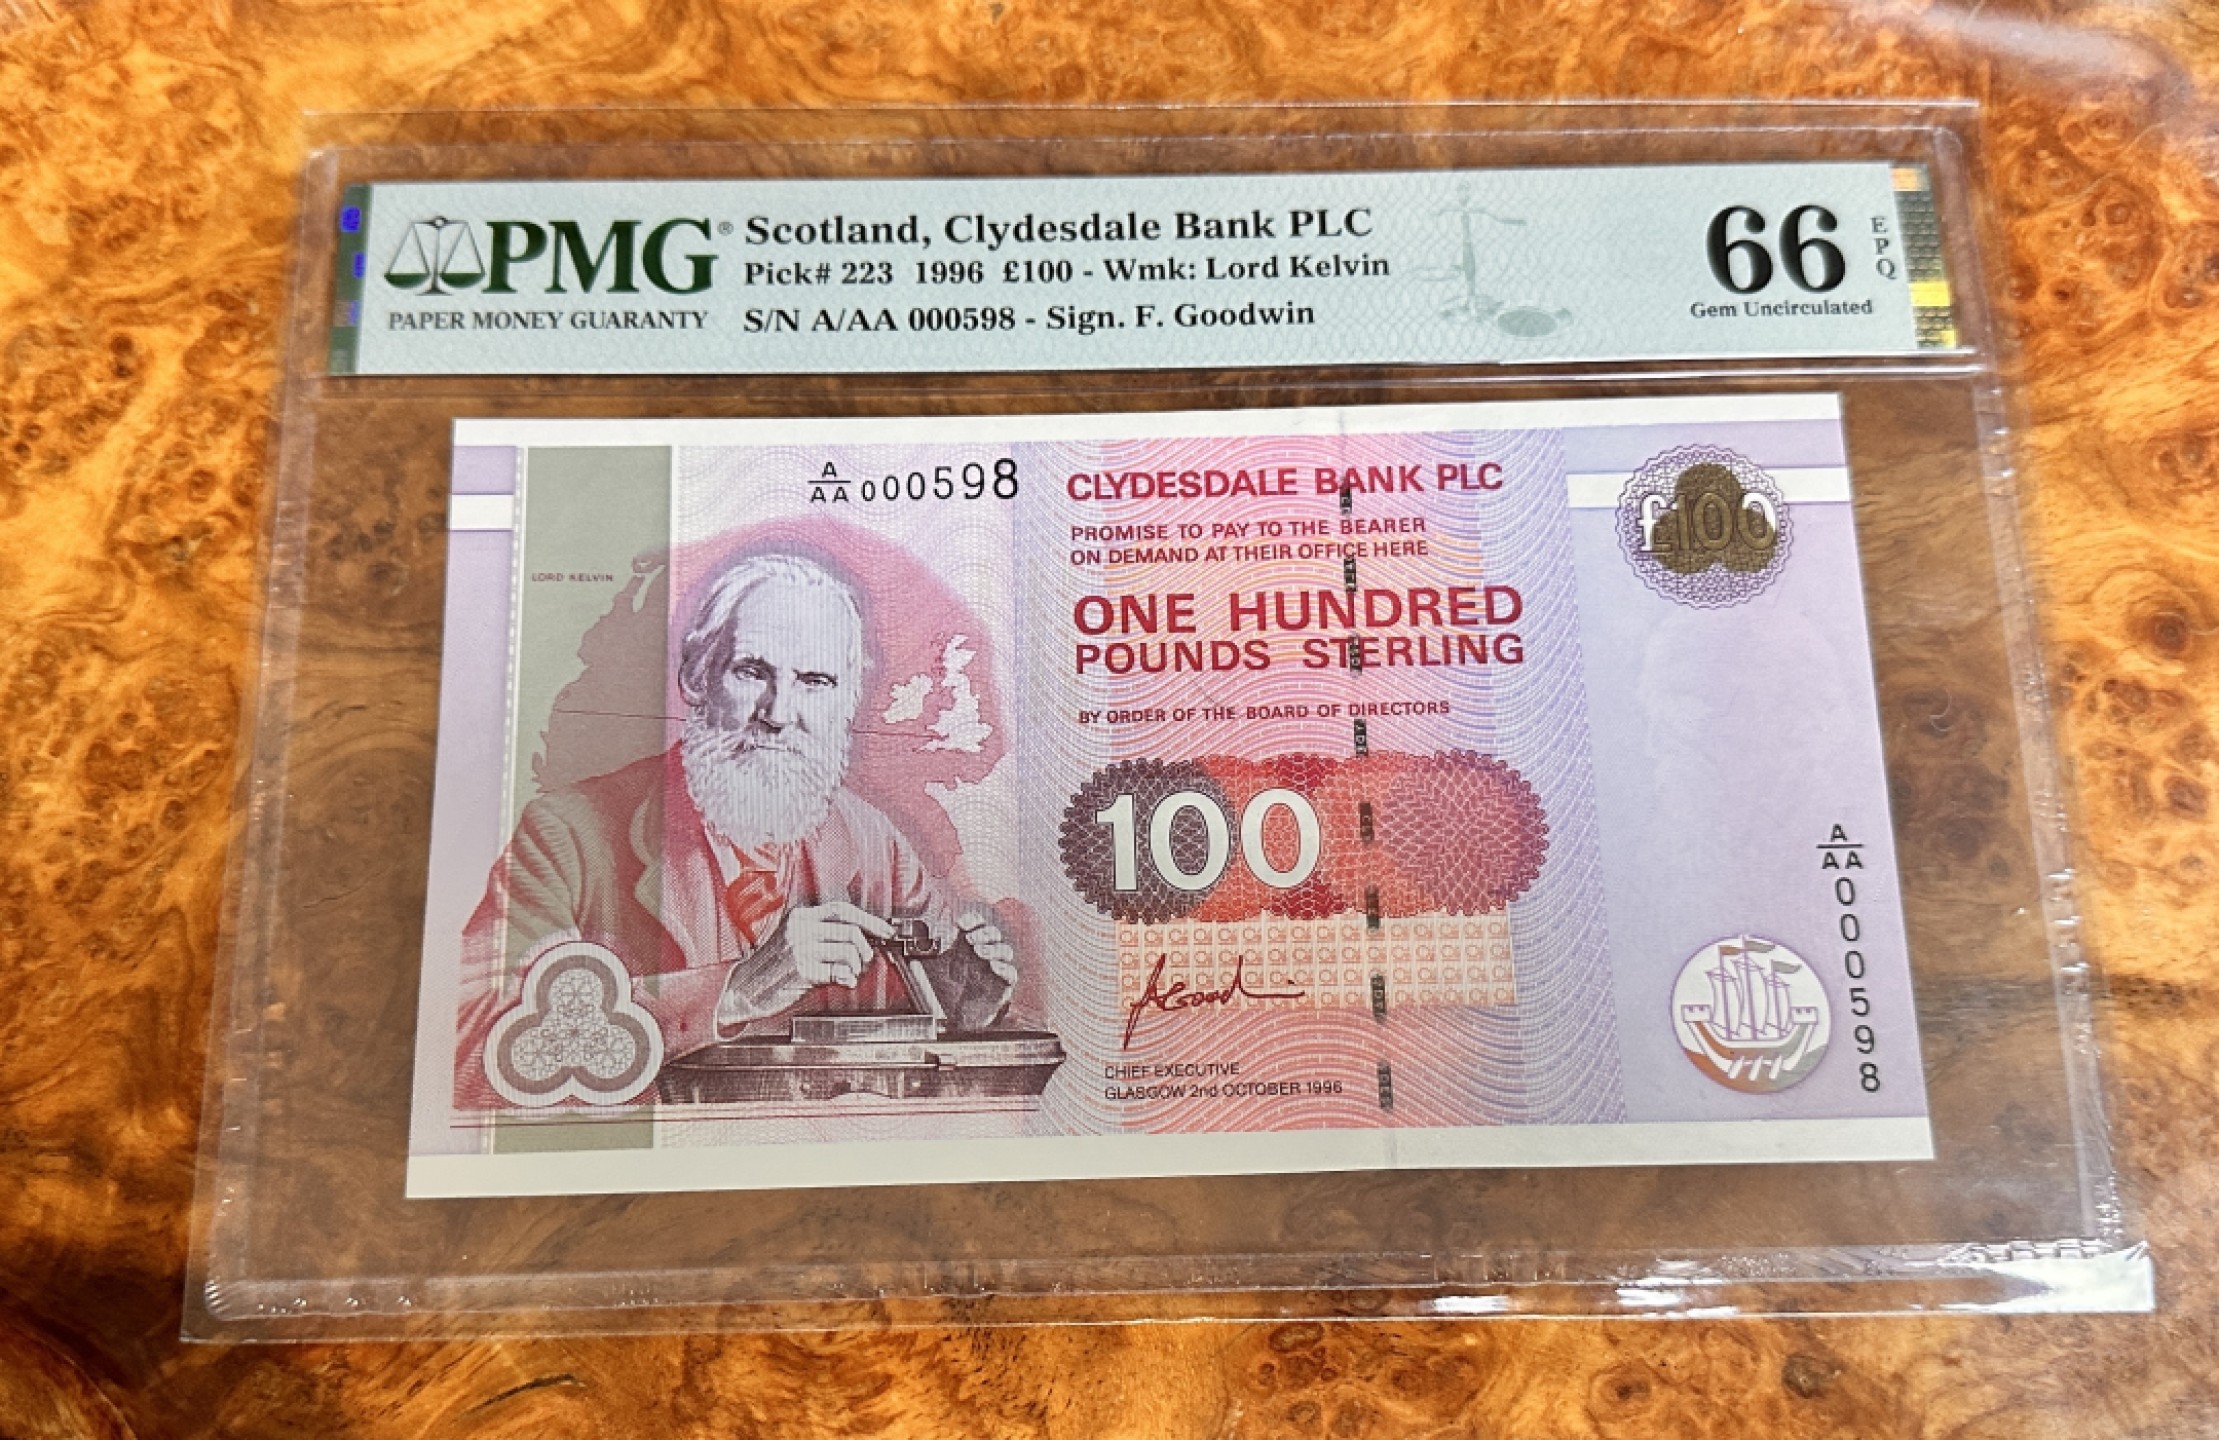 PMG®
PAPER MONEY GUARANTY
Scotland, Clydesdale Bank PLC
Pick# 223 1996 £100 - Wmk: Lord Kelvin
S/N A/AA 000598 - Sign. F. Goodwin
66
EPQ
Gem Uncirculated
A
AA 000598
LORD KELVIN
CLYDESDALE BANK PLC
PROMISE TO PAY TO THE BEARER
ON DEMAND AT THEIR OFFICE HERE
ONE HUNDRED
POUNDS STERLING
BY ORDER OF THE BOARD OF DIRECTORS
100
CHIEF EXECUTIVE
GLASGOW 2nd OCTOBER 1996
£100
A
AA
000598